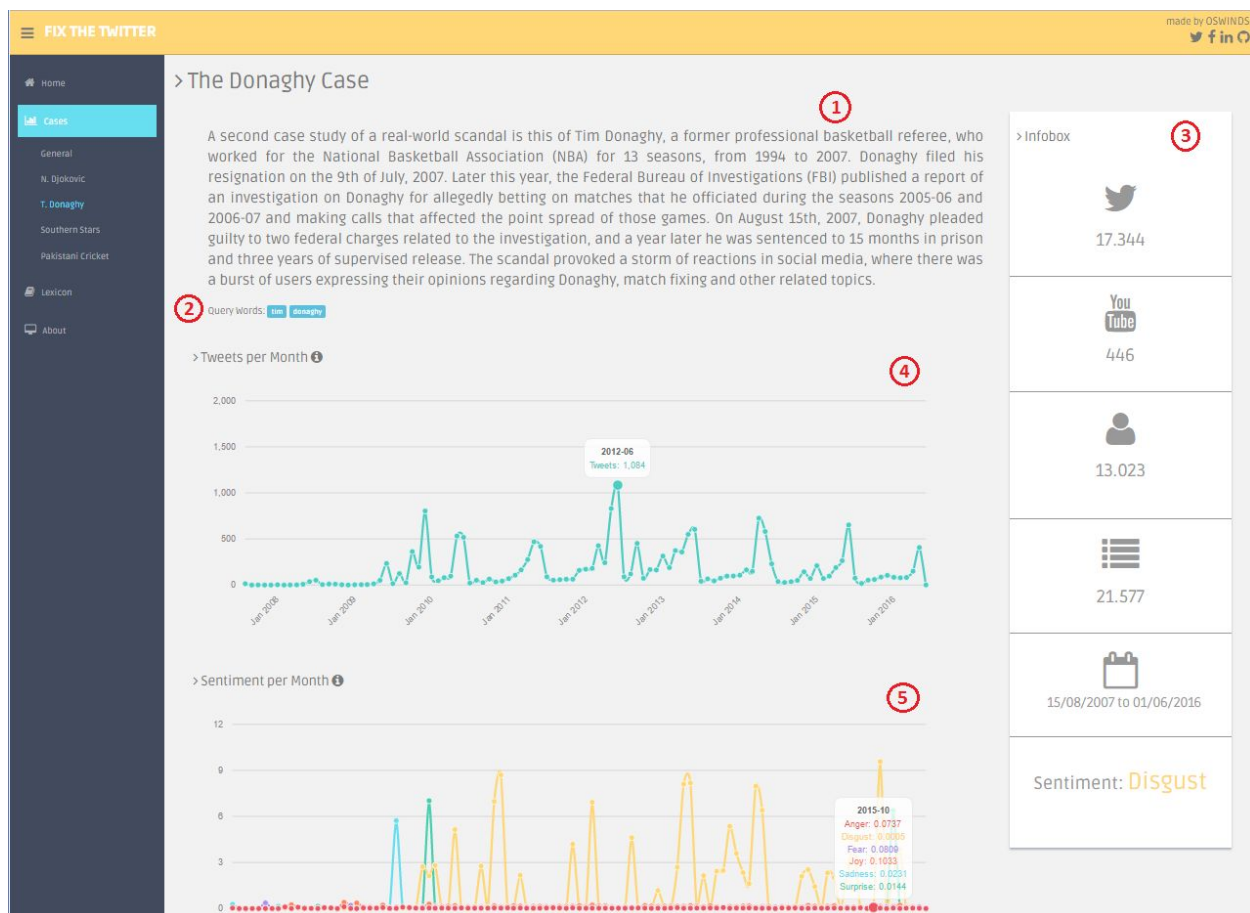 FIX THE TWITTER
made by OSWINDS
Home
Cases
General
N. Djokovic
T. Donaghy
Southern Stars
Pakistani Cricket
Lexicon
About
> The Donaghy Case
1
A second case study of a real-world scandal is this of Tim Donaghy, a former professional basketball referee, who
worked for the National Basketball Association (NBA) for 13 seasons, from 1994 to 2007. Donaghy filed his
resignation on the 9th of July, 2007. Later this year, the Federal Bureau of Investigations (FBI) published a report of
an investigation on Donaghy for allegedly betting on matches that he officiated during the seasons 2005-06 and
2006-07 and making calls that affected the point spread of those games. On August 15th, 2007, Donaghy pleaded
guilty to two federal charges related to the investigation, and a year later he was sentenced to 15 months in prison
and three years of supervised release. The scandal provoked a storm of reactions in social media, where there was
a burst of users expressing their opinions regarding Donaghy, match fixing and other related topics.
2
Query Words: tim donaghy
> Tweets per Month
4
2,000
1,500
1,000
500
0
2012-06
Tweets: 1,084
Jan 2008
Jan 2009
Jan 2010
Jan 2011
Jan 2012
Jan 2013
Jan 2014
Jan 2015
Jan 2016
> Sentiment per Month
5
12
9
6
3
0
2015-10
Anger: 0.0737
Disgust: 0.0005
Fear: 0.0809
Joy: 0.1033
Sadness: 0.0231
Surprise: 0.0144
> Infobox
3
17.344
You
Tube
446
13.023
21.577
15/08/2007 to 01/06/2016
Sentiment: Disgust